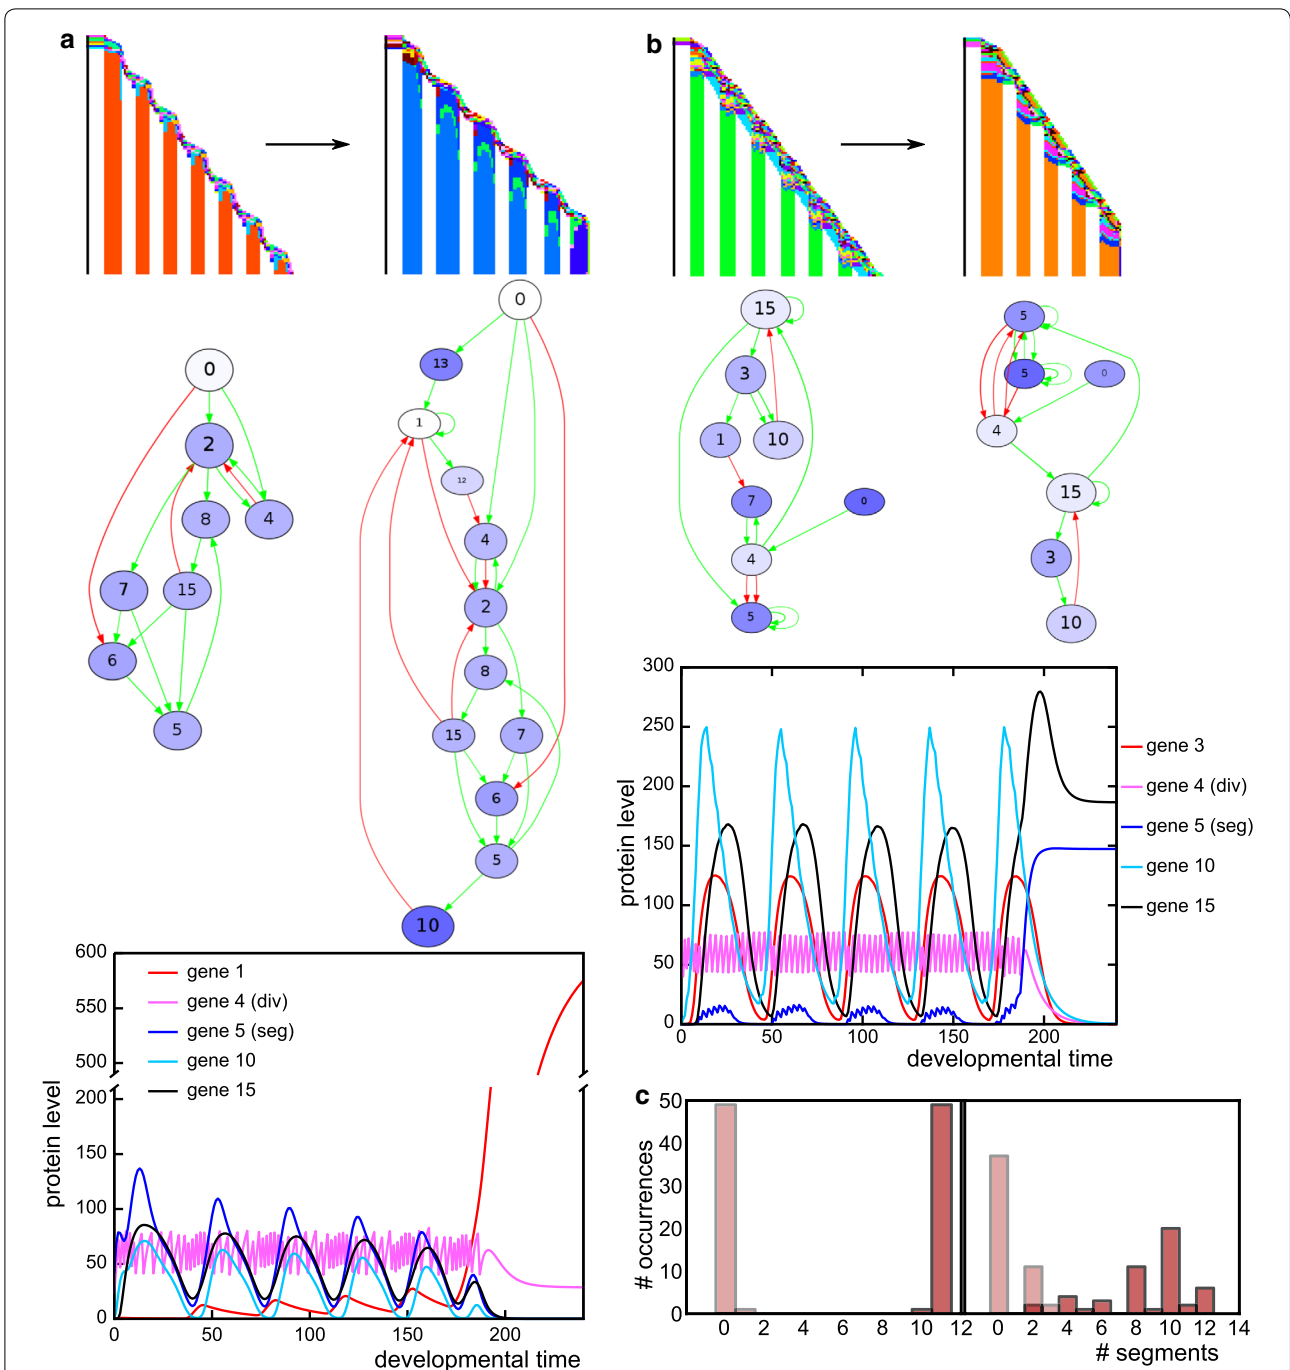 a
b
0
2
8
4
7
15
6
5
0
13
1
12
4
2
8
15
7
6
5
10
15
3
1
10
7
0
4
5
5
5
0
4
15
3
10
300
250
200
150
100
50
0
0 50 100 150 200
protein level
developmental time
gene 3
gene 4 (div)
gene 5 (seg)
gene 10
gene 15
600
550
500
200
150
100
50
0
0 50 100 150 200
protein level
developmental time
gene 1
gene 4 (div)
gene 5 (seg)
gene 10
gene 15
c
50
40
30
20
10
0
# occurrences
0 2 4 6 8 10 12 0 2 4 6 8 10 12 14
# segments